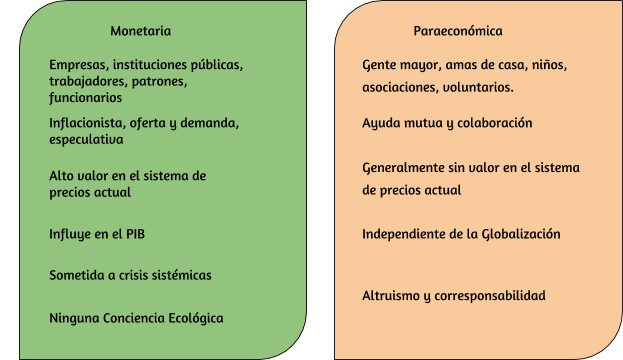 Monetaria
Empresas, instituciones públicas,
trabajadores, patrones,
funcionarios
Inflacionista, oferta y demanda,
especulativa
Alto valor en el sistema de
precios actual
Influye en el PIB
Sometida a crisis sistémicas
Ninguna Conciencia Ecológica
Paraeconómica
Gente mayor, amas de casa, niños,
asociaciones, voluntarios.
Ayuda mutua y colaboración
Generalmente sin valor en el sistema
de precios actual
Independiente de la Globalización
Altruismo y corresponsabilidad